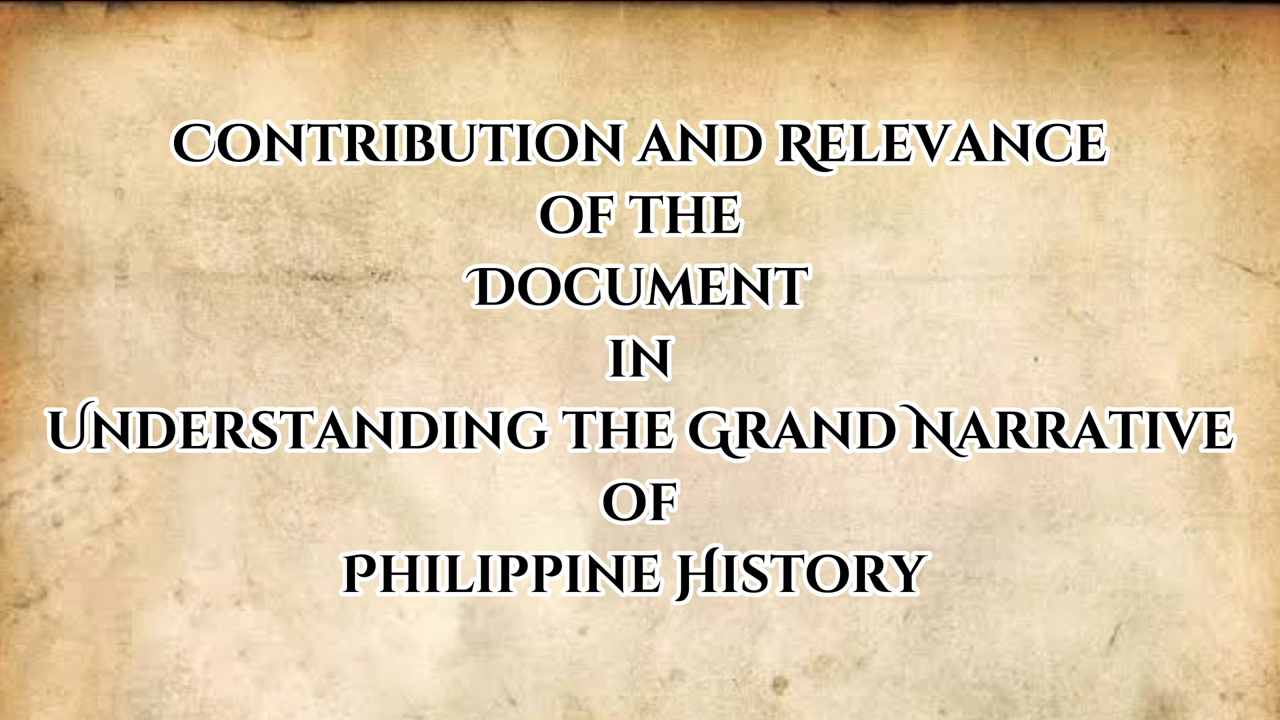 Contribution and Relevance
of the
Document
in
Understanding the Grand Narrative
of
Philippine History